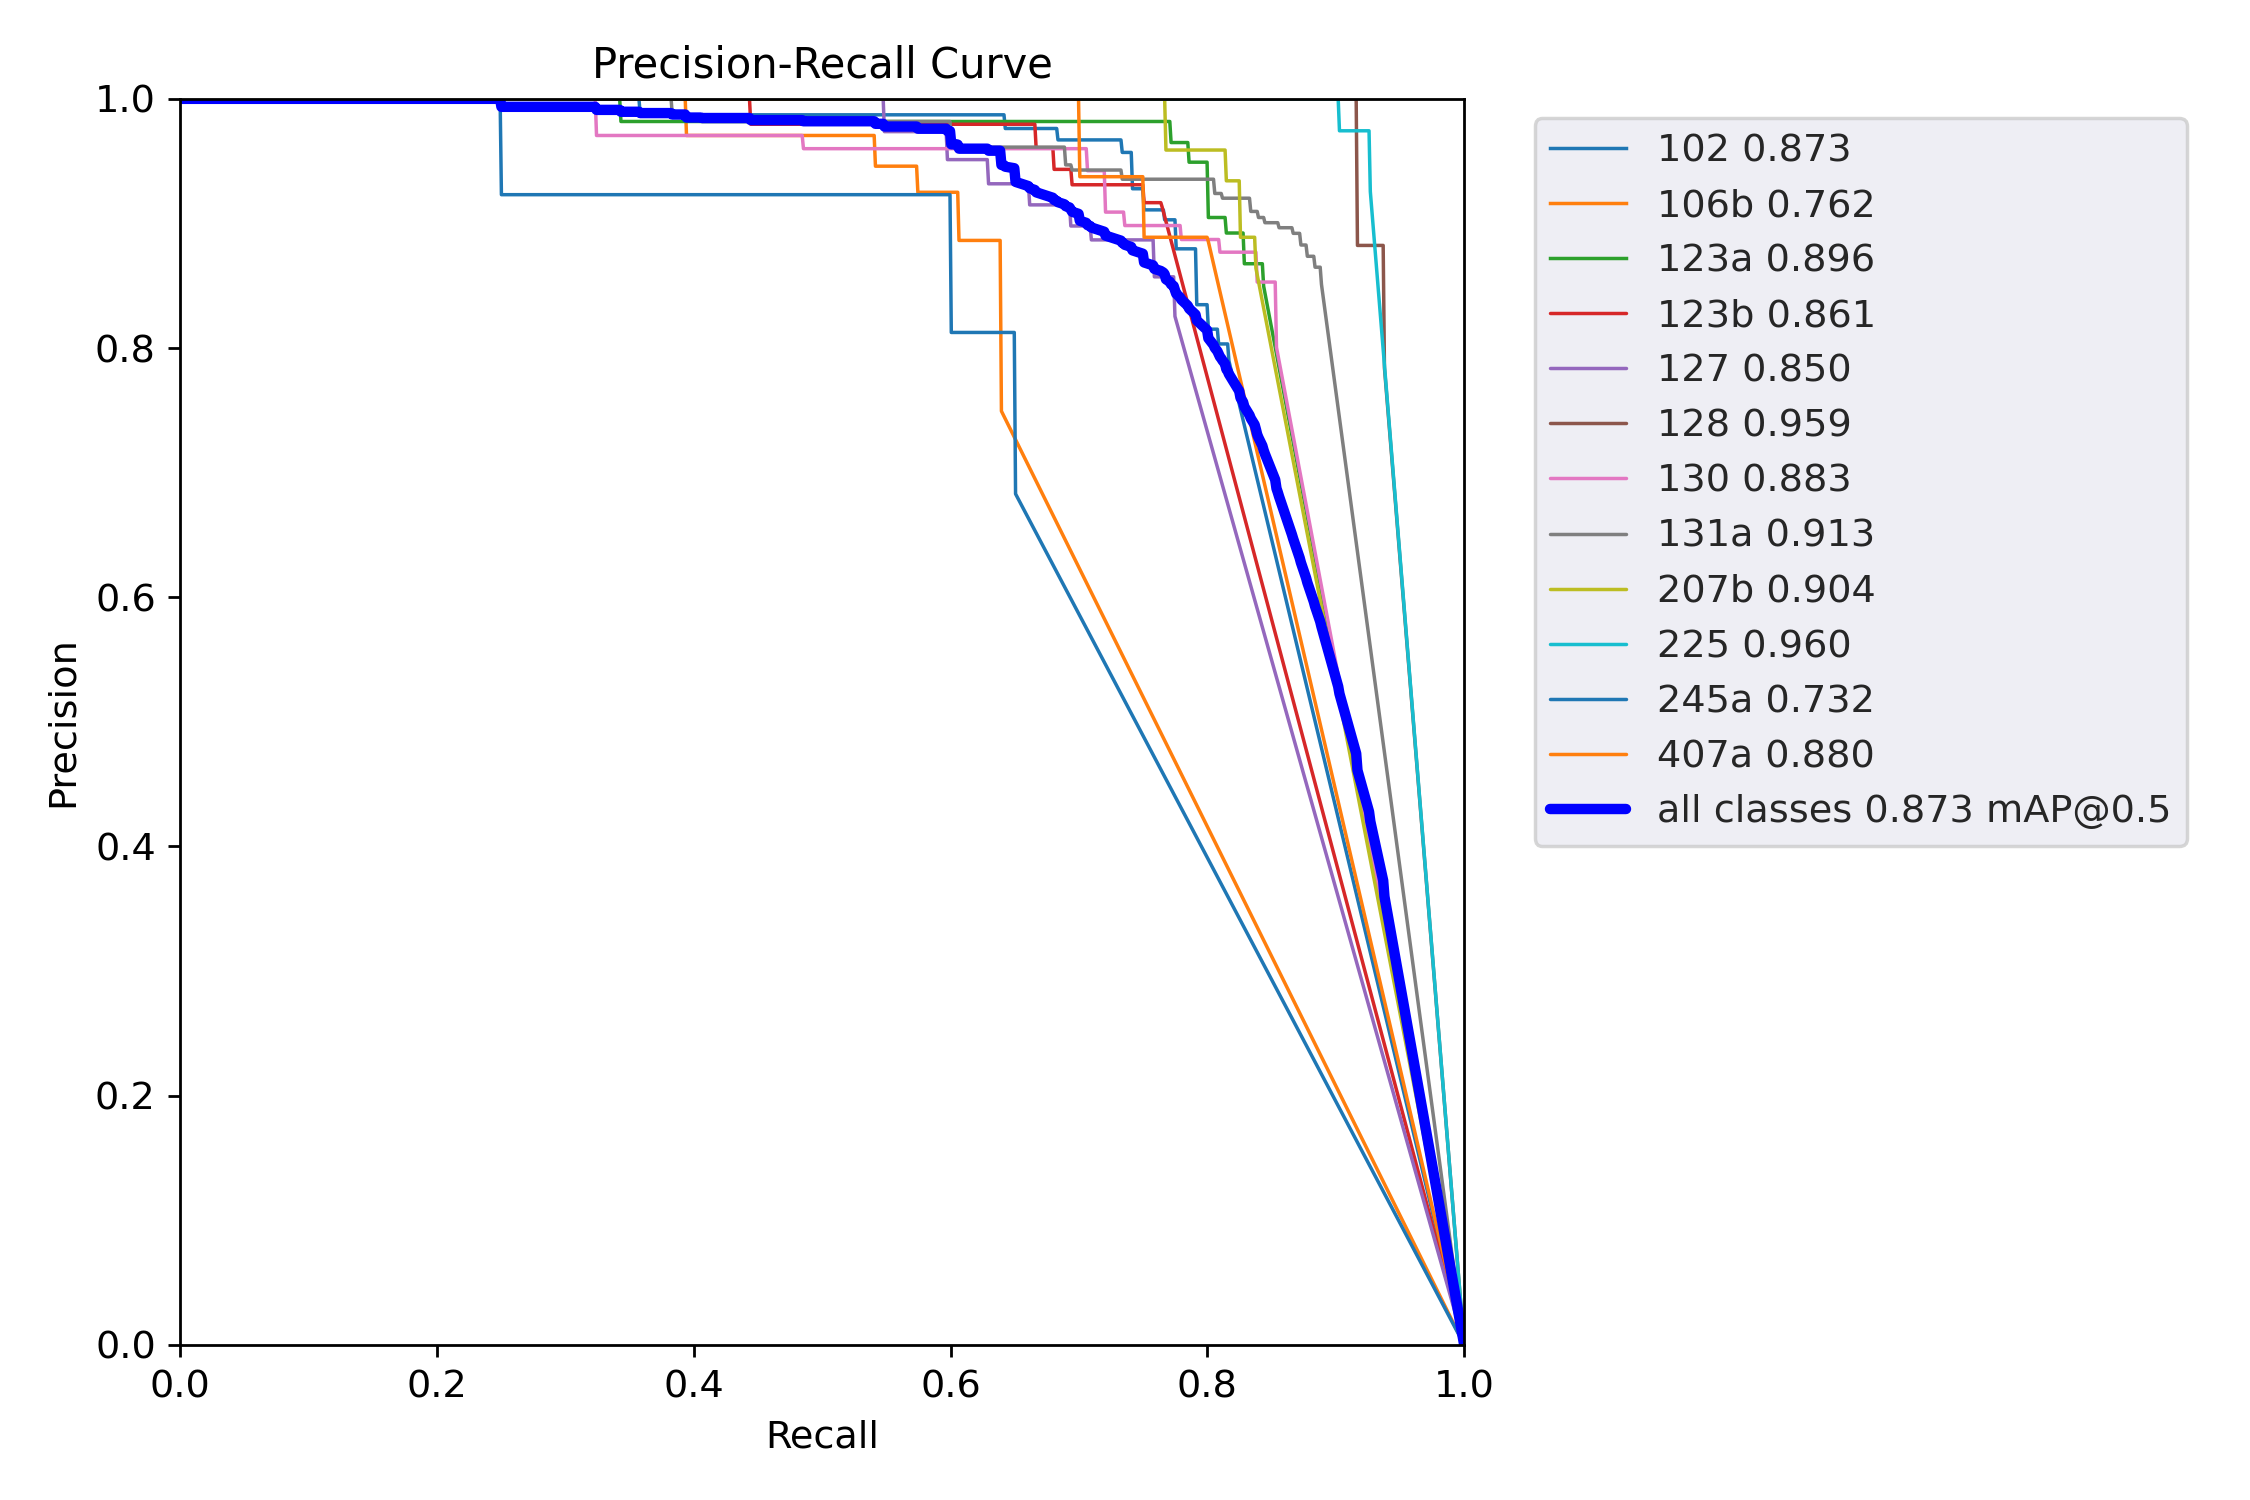 Precision-Recall Curve
1.0
0.8
0.6
0.4
0.2
0.0
Precision
0.0 0.2 0.4 0.6 0.8 1.0
Recall
102 0.873
106b 0.762
123a 0.896
123b 0.861
127 0.850
128 0.959
130 0.883
131a 0.913
207b 0.904
225 0.960
245a 0.732
407a 0.880
all classes 0.873 mAP@0.5